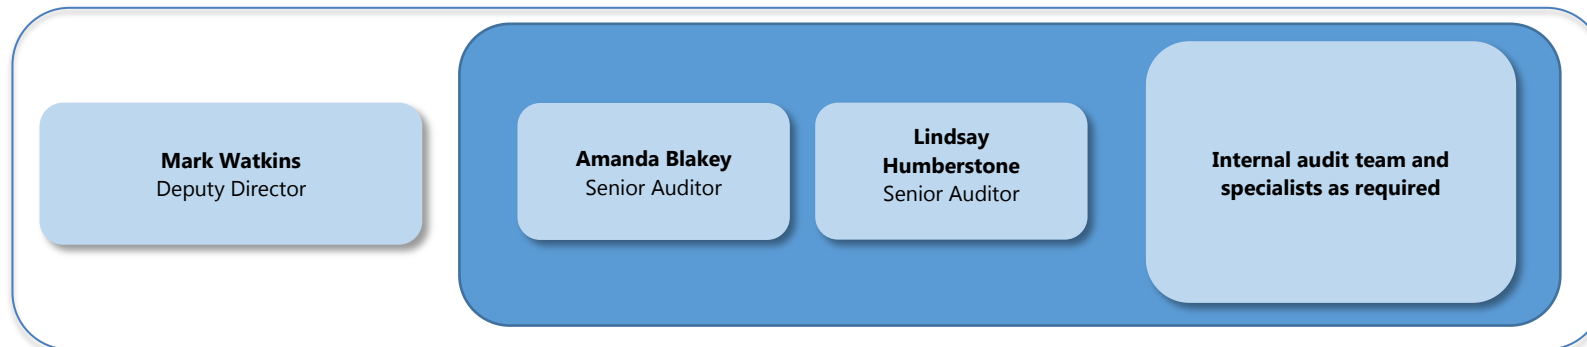 Mark Watkins
Deputy Director
Amanda Blakey
Senior Auditor
Lindsay
Humberstone
Senior Auditor
Internal audit team and
specialists as required